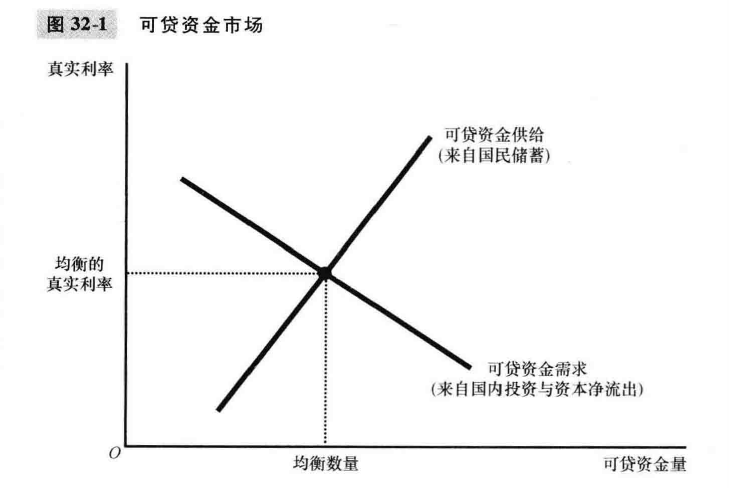 图 32-1 可贷资金市场
真实利率
可贷资金供给
(来自国民储蓄)
均衡的
真实利率
可贷资金需求
(来自国内投资与资本净流出)
O
均衡数量
可贷资金量